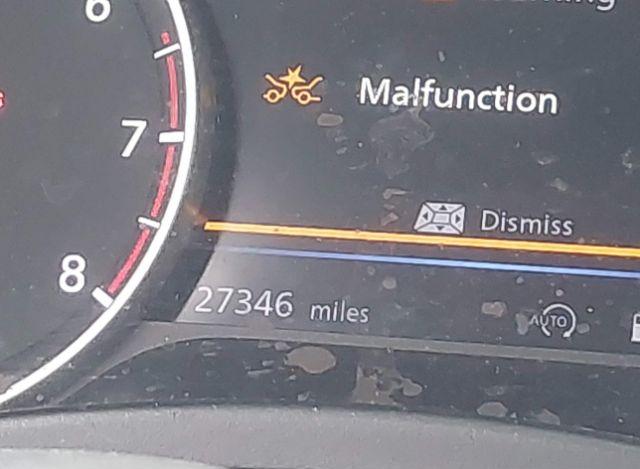 6
Malfunction
7
Dismiss
8
27346 miles
AUTO